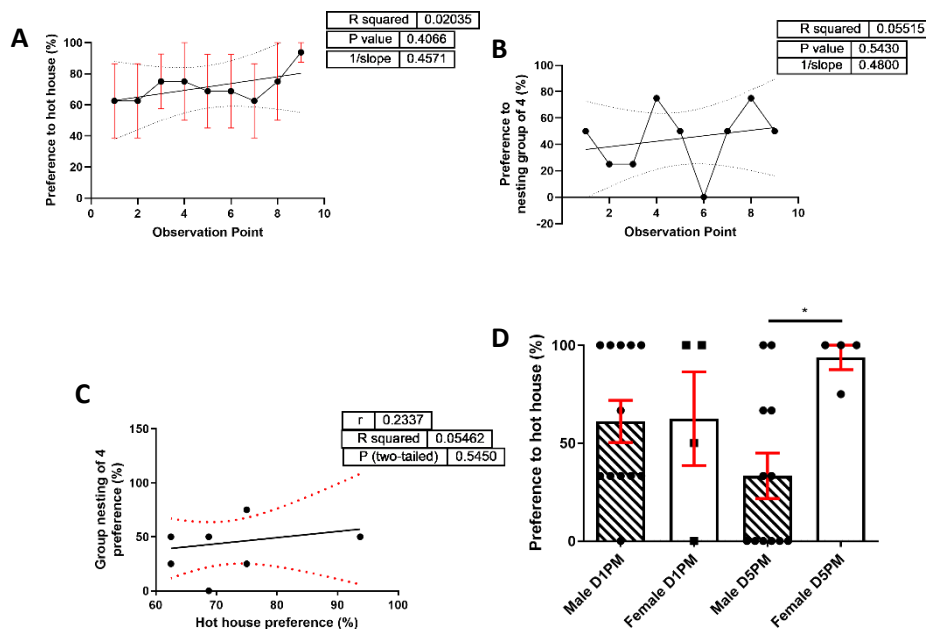 A
R squared 0.02035
P value 0.4066
1/slope 0.4571
Preference to hot house (%)
100
80
60
40
20
0
0 2 4 6 8 10
Observation Point
B
R squared 0.05515
P value 0.5430
1/slope 0.4800
Preference to
nesting group of 4 (%)
100
80
60
40
20
0
-20
2 4 6 8 10
Observation Point
C
r 0.2337
R squared 0.05462
P (two-tailed) 0.5450
Group nesting of 4
preference (%)
150
100
50
0
60 70 80 90 100
Hot house preference (%)
D
*
Preference to hot house (%)
100
50
0
Male D1PM
Female D1PM
Male D5PM
Female D5PM